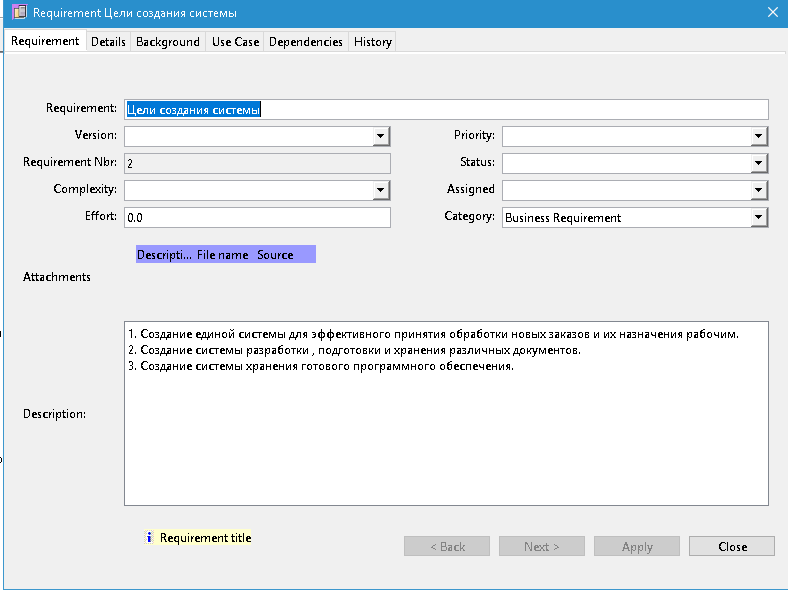 Requirement Цели создания системы
Requirement Details Background Use Case Dependencies History
Requirement: Цели создания системы
Version: Priority:
Requirement Nbr: 2 Status:
Complexity: Assigned
Effort: 0.0 Category: Business Requirement
Descripti... File name Source
Attachments
1. Создание единой системы для эффективного принятия обработки новых заказов и их назначения рабочим.
2. Создание системы разработки , подготовки и хранения различных документов.
3. Создание системы хранения готового программного обеспечения.
Description:
i Requirement title
< Back Next > Apply Close